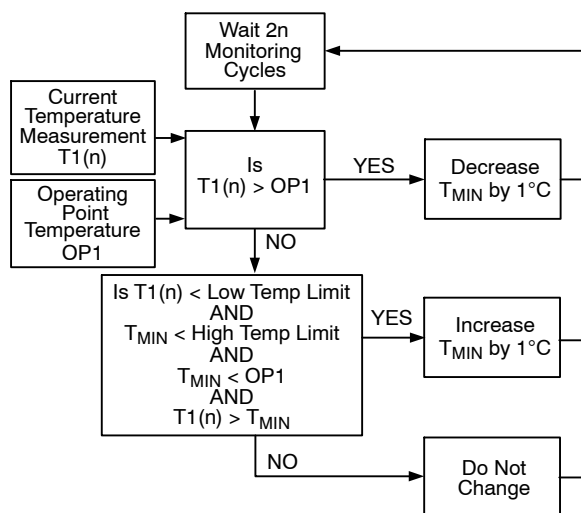 Wait 2n
Monitoring
Cycles
Current
Temperature
Measurement
T1(n)
Is
T1(n) > OP1
YES
Decrease
TMIN by 1°C
Operating
Point
Temperature
OP1
NO
Is T1(n) < Low Temp Limit
AND
TMIN < High Temp Limit
AND
TMIN < OP1
AND
T1(n) > TMIN
YES
Increase
TMIN by 1°C
NO
Do Not
Change